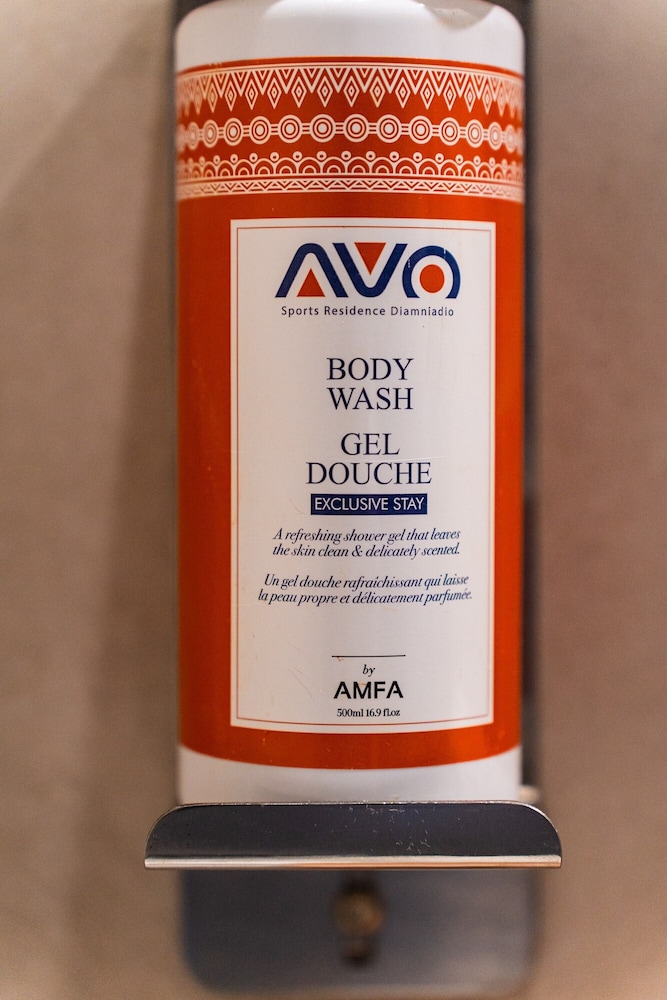 AVO
Sports Residence Diamniadio
BODY
WASH
GEL
DOUCHE
EXCLUSIVE STAY
A refreshing shower gel that leaves
the skin clean & delicately scented.
Un gel douche rafraîchissant qui laisse
la peau propre et délicatement parfumée.
by
AMFA
500ml 16.9 fl.oz